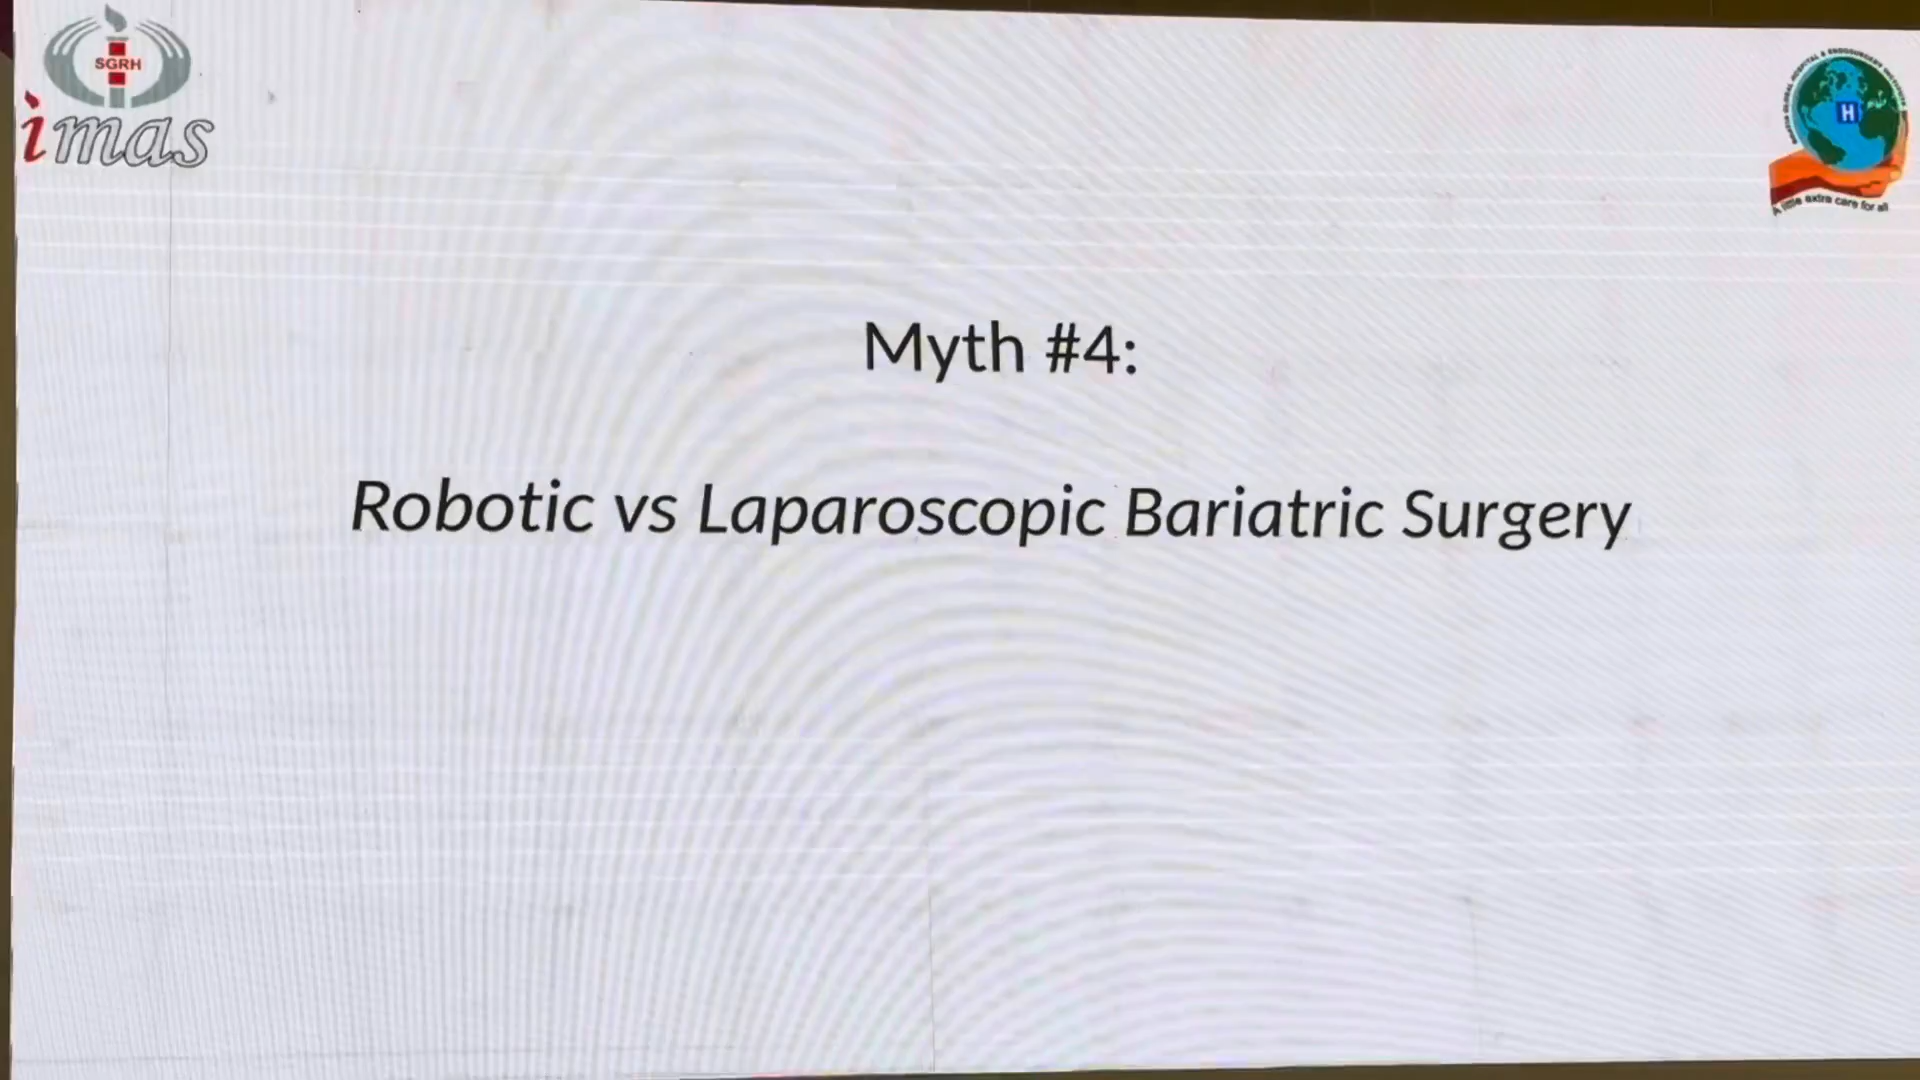 SGRH
imas
H
A little extra care for all
Myth #4:
Robotic vs Laparoscopic Bariatric Surgery